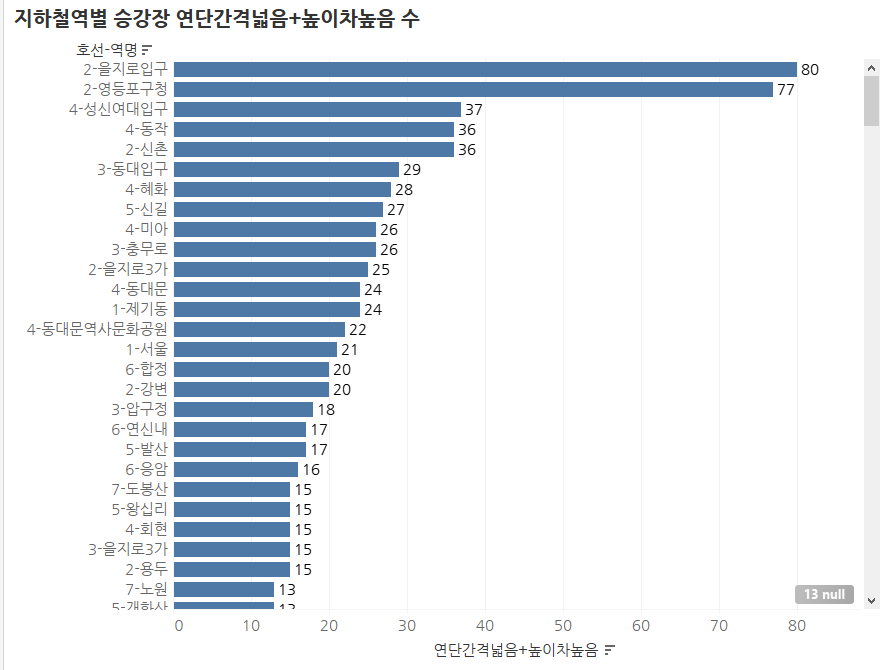 지하철역별 승강장 연단간격넓음+높이차높음 수
호선-역명
2-을지로입구 80
2-영등포구청 77
4-성신여대입구 37
4-동작 36
2-신촌 36
3-동대입구 29
4-혜화 28
5-신길 27
4-미아 26
3-충무로 26
2-을지로3가 25
4-동대문 24
1-제기동 24
4-동대문역사문화공원 22
1-서울 21
6-합정 20
2-강변 20
3-압구정 18
6-연신내 17
5-발산 17
6-응암 16
7-도봉산 15
5-왕십리 15
4-회현 15
3-을지로3가 15
2-용두 15
7-노원 13
5-개화산 13
13 null
0 10 20 30 40 50 60 70 80
연단간격넓음+높이차높음